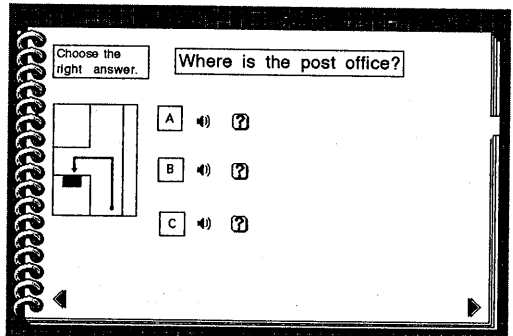 Choose the
right answer.
Where is the post office?
A
?
B
?
C
?